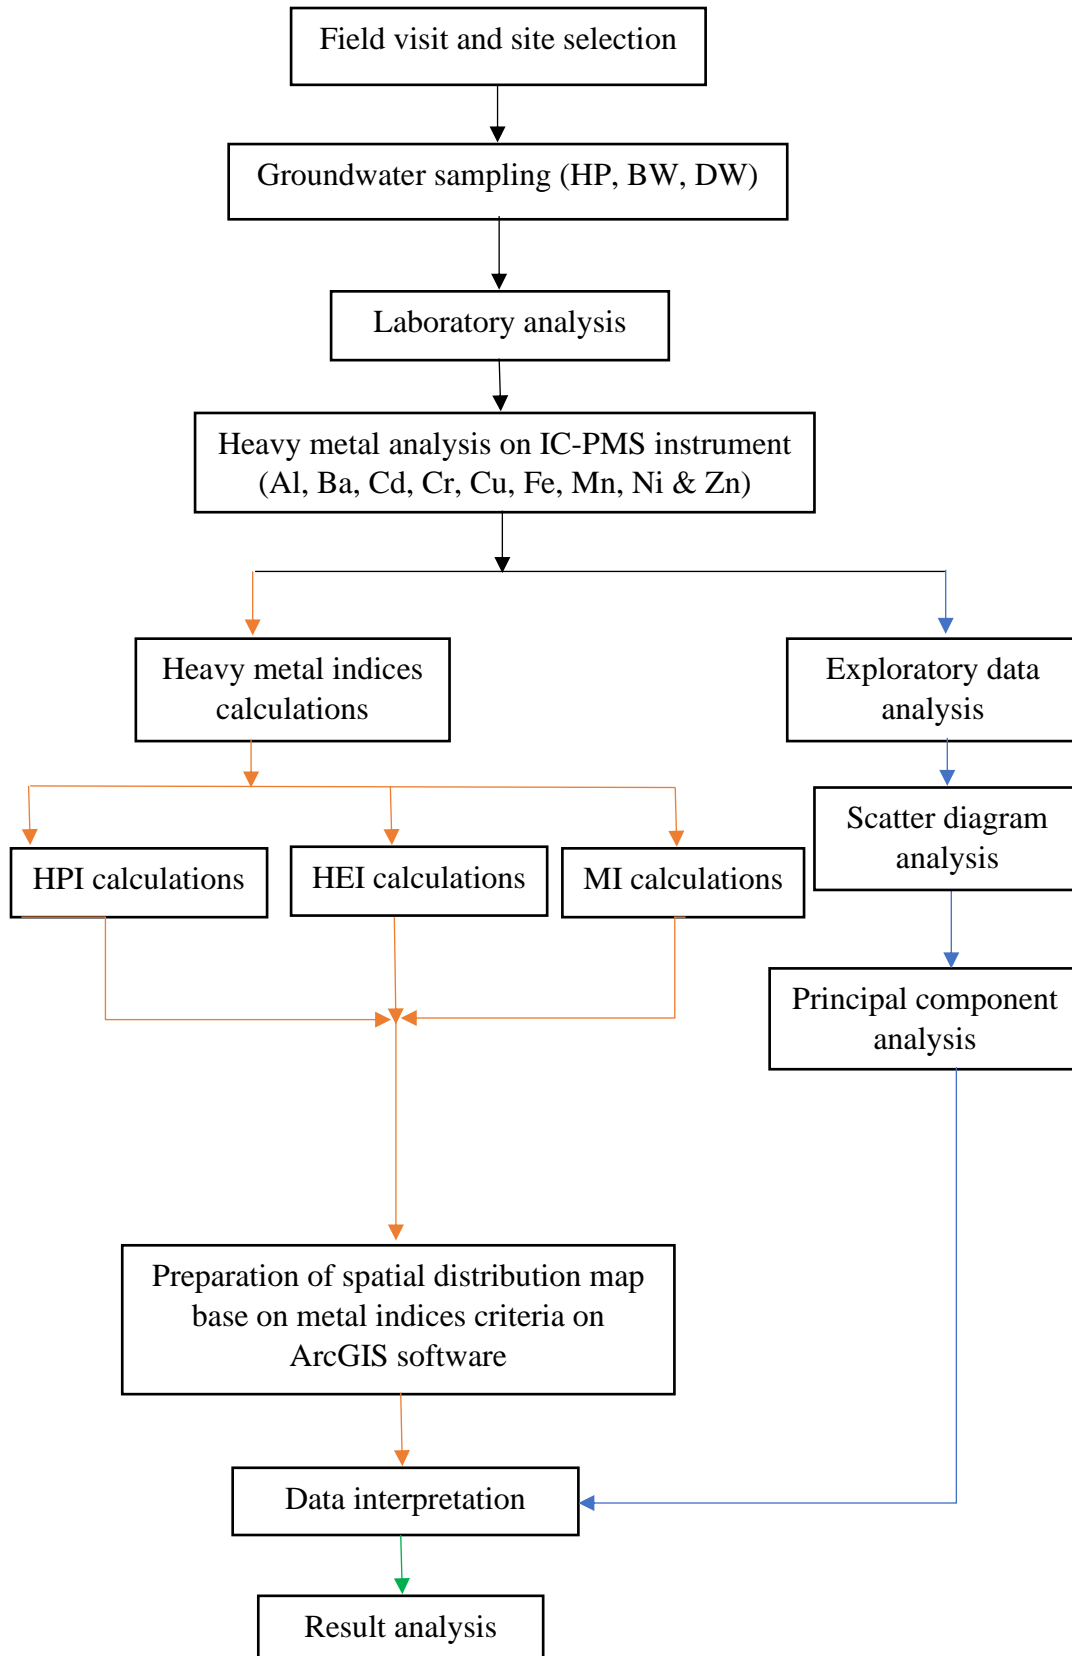 Field visit and site selection
Groundwater sampling (HP, BW, DW)
Laboratory analysis
Heavy metal analysis on IC-PMS instrument
(Al, Ba, Cd, Cr, Cu, Fe, Mn, Ni & Zn)
Heavy metal indices
calculations
Exploratory data
analysis
Scatter diagram
analysis
HPI calculations
HEI calculations
MI calculations
Principal component
analysis
Preparation of spatial distribution map
base on metal indices criteria on
ArcGIS software
Data interpretation
Result analysis